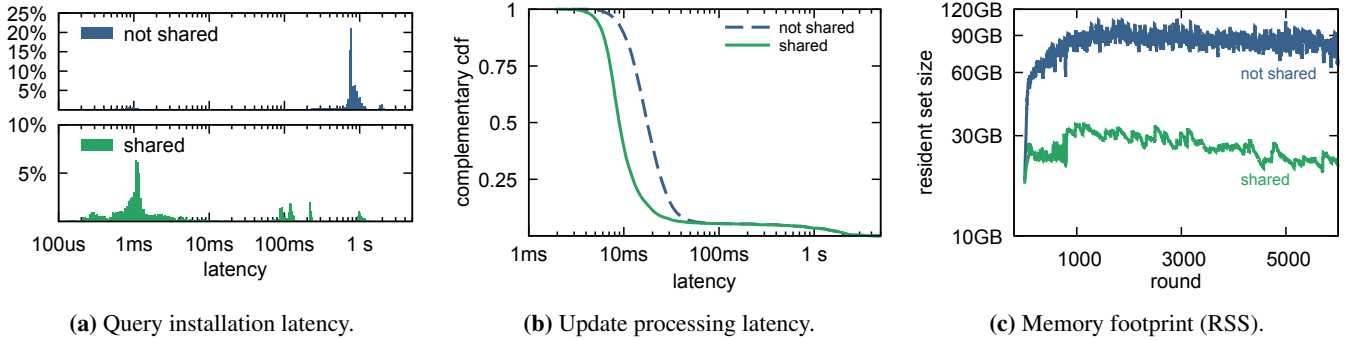 25%
20%
15%
10%
5%
not shared
10%
5%
shared
100us 1ms 10ms 100ms 1 s
latency
(a) Query installation latency.
1
0.75
0.5
0.25
complementary cdf
not shared
shared
1ms 10ms 100ms 1 s
latency
(b) Update processing latency.
120GB
90GB
60GB
30GB
10GB
resident set size
not shared
shared
1000 3000 5000
round
(c) Memory footprint (RSS).